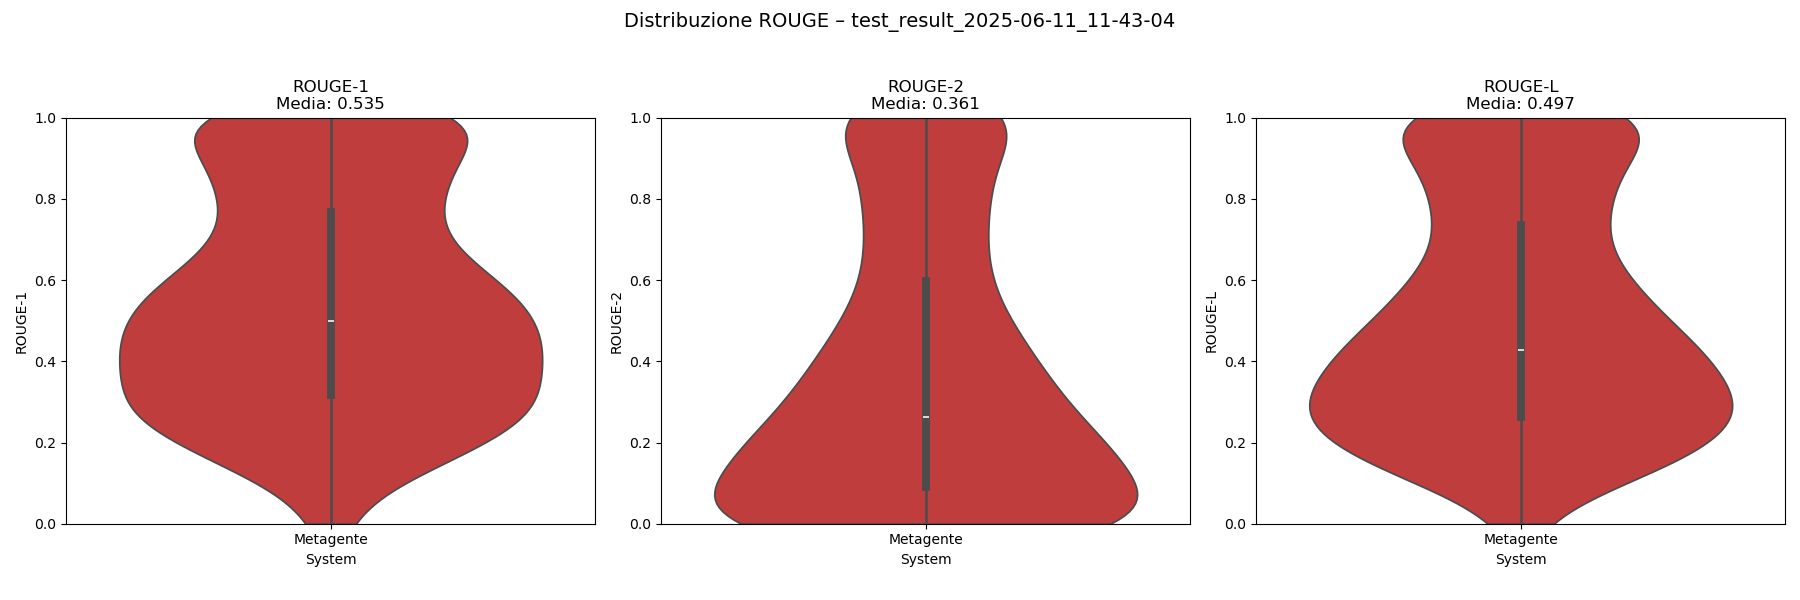 Distribuzione ROUGE – test_result_2025-06-11_11-43-04
ROUGE-1
Media: 0.535
1.0
0.8
0.6
0.4
0.2
0.0
ROUGE-1
Metagente
System
ROUGE-2
Media: 0.361
1.0
0.8
0.6
0.4
0.2
0.0
ROUGE-2
Metagente
System
ROUGE-L
Media: 0.497
1.0
0.8
0.6
0.4
0.2
0.0
ROUGE-L
Metagente
System